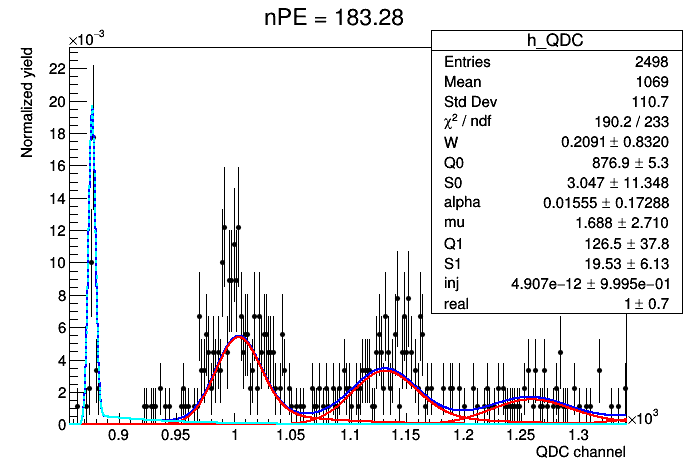 nPE = 183.28
×10⁻³
h_QDC
Entries 2498
Mean 1069
Std Dev 110.7
χ² / ndf 190.2 / 233
W 0.2091 ± 0.8320
Q0 876.9 ± 5.3
S0 3.047 ± 11.348
alpha 0.01555 ± 0.17288
mu 1.688 ± 2.710
Q1 126.5 ± 37.8
S1 19.53 ± 6.13
inj 4.907e−12 ± 9.995e−01
real 1 ± 0.7
Normalized yield
22
20
18
16
14
12
10
8
6
4
2
0
0.9 0.95 1 1.05 1.1 1.15 1.2 1.25 1.3
×10³
QDC channel